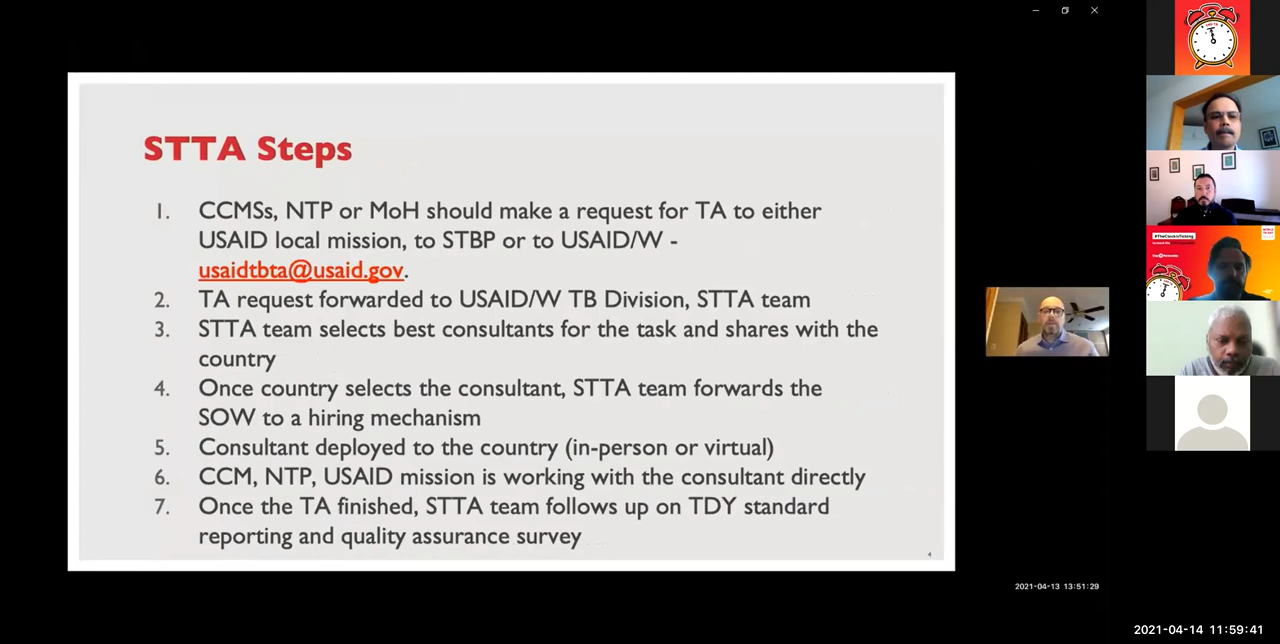 STTA Steps
1. CCMSs, NTP or MoH should make a request for TA to either
USAID local mission, to STBP or to USAID/W -
usaidtbta@usaid.gov.
2. TA request forwarded to USAID/W TB Division, STTA team
3. STTA team selects best consultants for the task and shares with the
country
4. Once country selects the consultant, STTA team forwards the
SOW to a hiring mechanism
5. Consultant deployed to the country (in-person or virtual)
6. CCM, NTP, USAID mission is working with the consultant directly
7. Once the TA finished, STTA team follows up on TDY standard
reporting and quality assurance survey
4
#TheClockIsTicking
2021-04-13 13:51:29
2021-04-14 11:59:41